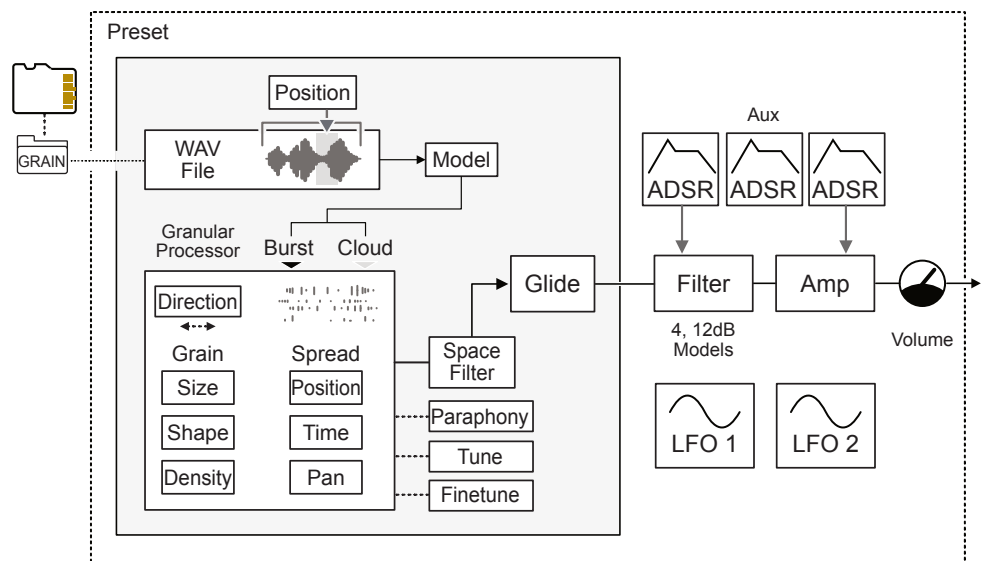 Preset
Position
Aux
GRAIN
WAV
File
Model
ADSR
ADSR
ADSR
Granular
Processor
Burst
Cloud
Direction
Glide
Filter
Amp
4, 12dB
Models
Volume
Grain
Spread
Space
Filter
Size
Position
Paraphony
Shape
Time
Tune
LFO 1
LFO 2
Density
Pan
Finetune